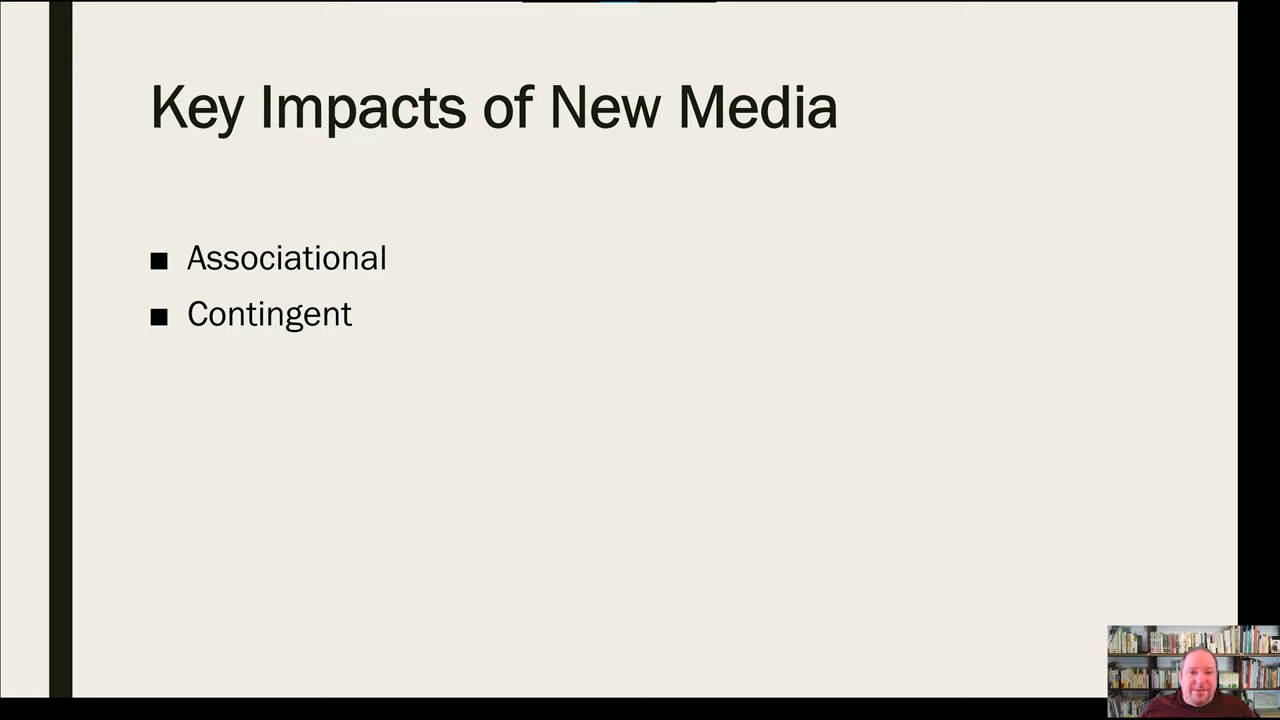 Key Impacts of New Media
■ Associational
■ Contingent